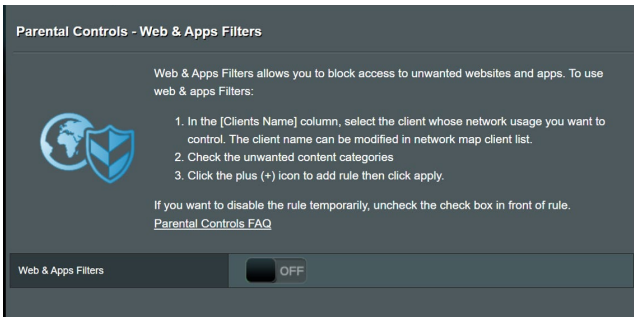 Parental Controls - Web & Apps Filters
Web & Apps Filters allows you to block access to unwanted websites and apps. To use
web & apps Filters:
1. In the [Clients Name] column, select the client whose network usage you want to
control. The client name can be modified in network map client list.
2. Check the unwanted content categories
3. Click the plus (+) icon to add rule then click apply.
If you want to disable the rule temporarily, uncheck the check box in front of rule.
Parental Controls FAQ
Web & Apps Filters
OFF